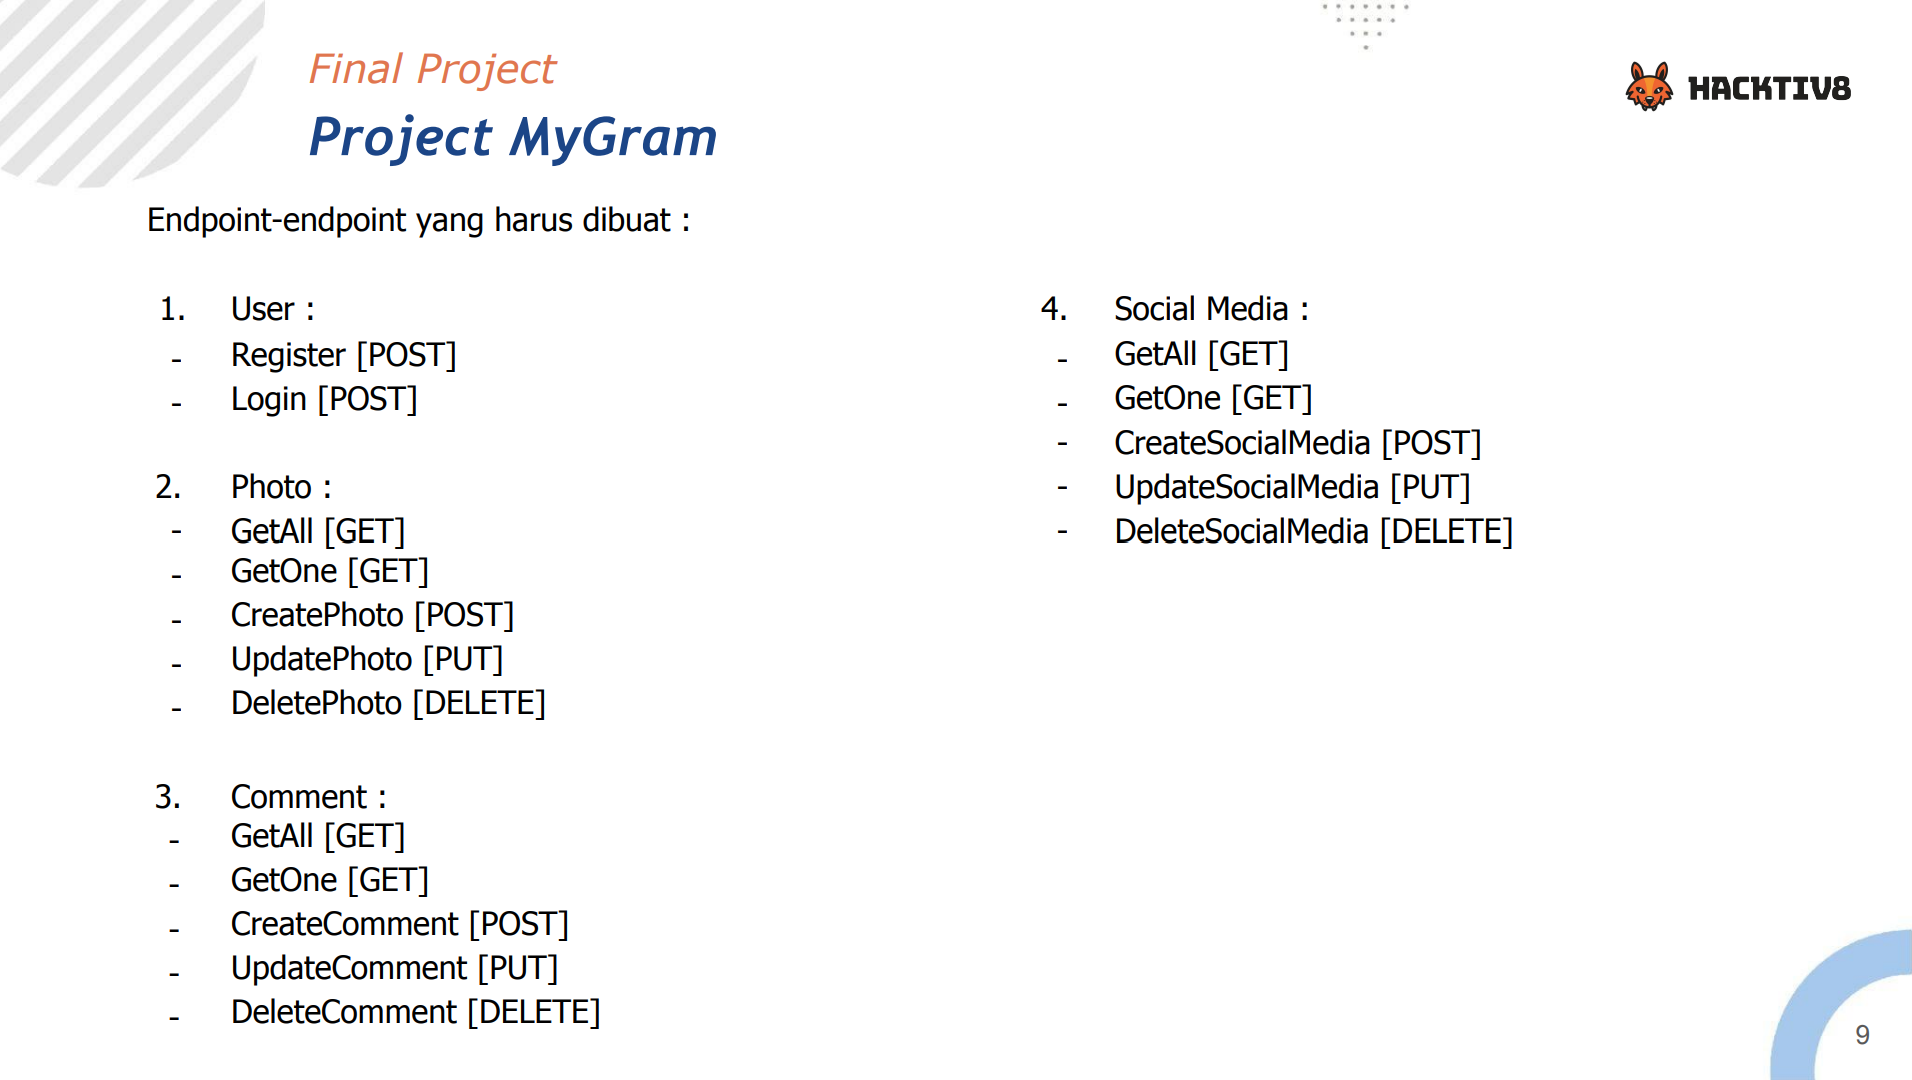 Final Project
Project MyGram
HACKTIV8
Endpoint-endpoint yang harus dibuat :
1. User :
- Register [POST]
- Login [POST]
2. Photo :
- GetAll [GET]
- GetOne [GET]
- CreatePhoto [POST]
- UpdatePhoto [PUT]
- DeletePhoto [DELETE]
3. Comment :
- GetAll [GET]
- GetOne [GET]
- CreateComment [POST]
- UpdateComment [PUT]
- DeleteComment [DELETE]
4. Social Media :
- GetAll [GET]
- GetOne [GET]
- CreateSocialMedia [POST]
- UpdateSocialMedia [PUT]
- DeleteSocialMedia [DELETE]
9